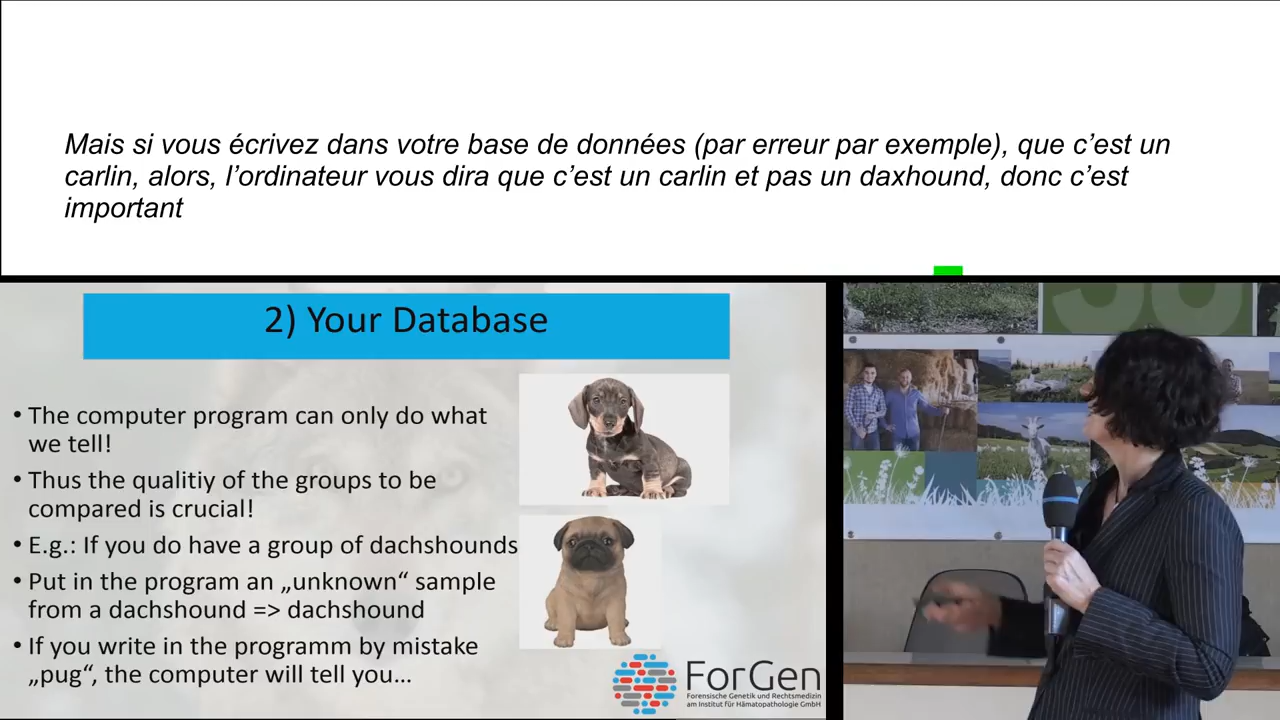 Mais si vous écrivez dans votre base de données (par erreur par exemple), que c’est un
carlin, alors, l’ordinateur vous dira que c’est un carlin et pas un daxhound, donc c’est
important
2) Your Database
• The computer program can only do what
we tell!
• Thus the qualitiy of the groups to be
compared is crucial!
• E.g.: If you do have a group of dachshounds
• Put in the program an „unknown“ sample
from a dachshound => dachshound
• If you write in the programm by mistake
„pug“, the computer will tell you...
ForGen
Forensische Genetik und Rechtsmedizin
am Institut für Hämatopathologie GmbH